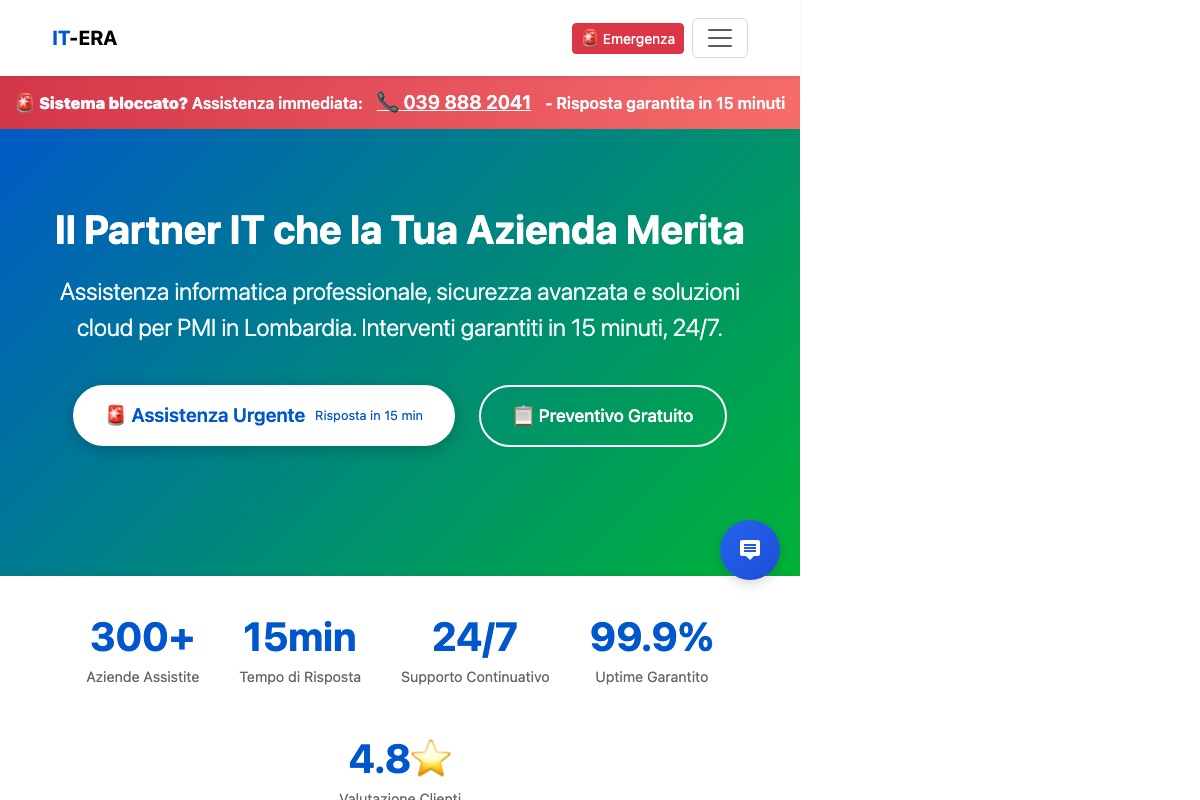 IT-ERA
🚨 Emergenza
🚨 Sistema bloccato? Assistenza immediata: 📞 039 888 2041 - Risposta garantita in 15 minuti
Il Partner IT che la Tua Azienda Merita
Assistenza informatica professionale, sicurezza avanzata e soluzioni
cloud per PMI in Lombardia. Interventi garantiti in 15 minuti, 24/7.
🚨 Assistenza Urgente Risposta in 15 min
📋 Preventivo Gratuito
300+
Aziende Assistite
15min
Tempo di Risposta
24/7
Supporto Continuativo
99.9%
Uptime Garantito
4.8⭐
Valutazione Clienti